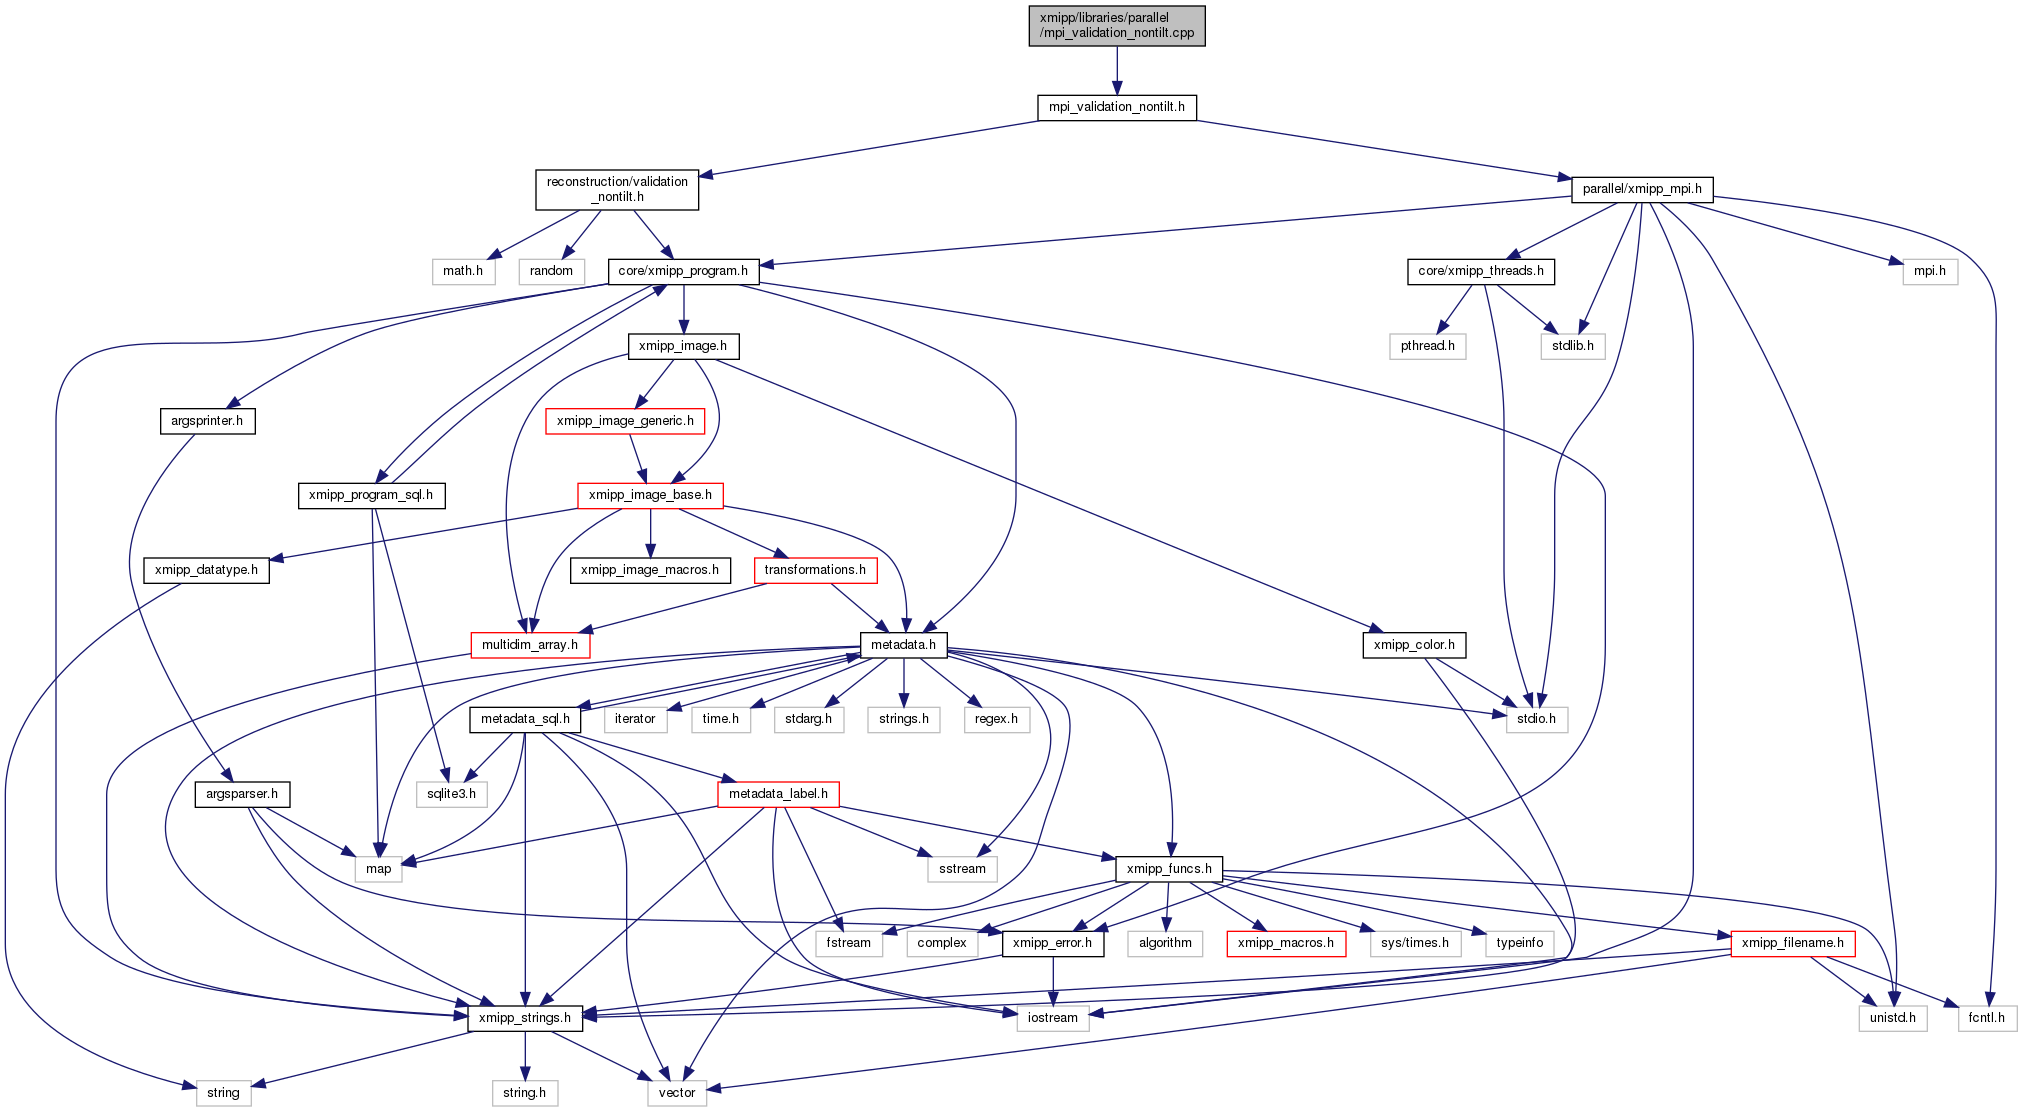 xmipp/libraries/parallel
/mpi_validation_nontilt.cpp
mpi_validation_nontilt.h
reconstruction/validation
_nontilt.h
parallel/xmipp_mpi.h
math.h
random
core/xmipp_program.h
core/xmipp_threads.h
mpi.h
xmipp_image.h
pthread.h
stdlib.h
argsprinter.h
xmipp_image_generic.h
xmipp_program_sql.h
xmipp_image_base.h
xmipp_datatype.h
xmipp_image_macros.h
transformations.h
multidim_array.h
metadata.h
xmipp_color.h
metadata_sql.h
iterator
time.h
stdarg.h
strings.h
regex.h
stdio.h
argsparser.h
sqlite3.h
metadata_label.h
map
sstream
xmipp_funcs.h
fstream
complex
xmipp_error.h
algorithm
xmipp_macros.h
sys/times.h
typeinfo
xmipp_filename.h
xmipp_strings.h
iostream
unistd.h
fcntl.h
string
string.h
vector